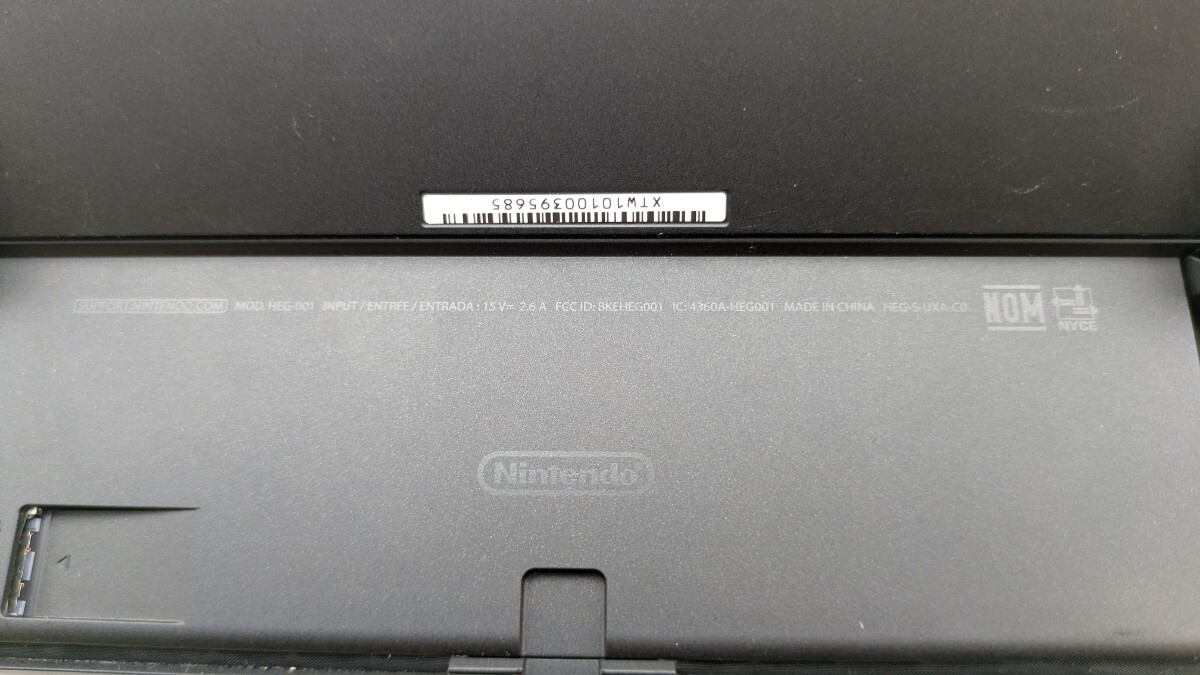 XTW10100395685
SUPPORT.NINTENDO.COM MOD. HEG-001 INPUT / ENTRÉE / ENTRADA : 15 V⎓ 2.6 A FCC ID: BKEHEG001 IC: 4360A-HEG001 MADE IN CHINA HEG-S-UXA-C0 NOM NYCE
Nintendo